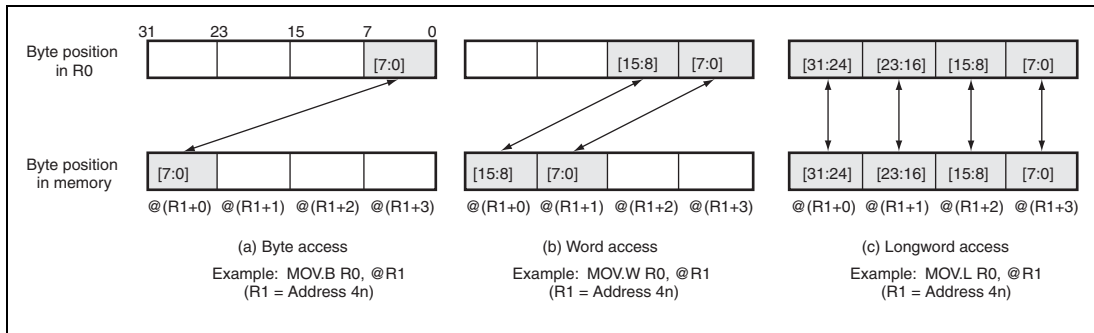 31 23 15 7 0
Byte position
in R0
[7:0]
[15:8] [7:0]
[31:24] [23:16] [15:8] [7:0]
Byte position
in memory
[7:0]
[15:8] [7:0]
[31:24] [23:16] [15:8] [7:0]
@(R1+0) @(R1+1) @(R1+2) @(R1+3)
@(R1+0) @(R1+1) @(R1+2) @(R1+3)
@(R1+0) @(R1+1) @(R1+2) @(R1+3)
(a) Byte access
Example: MOV.B R0, @R1
(R1 = Address 4n)
(b) Word access
Example: MOV.W R0, @R1
(R1 = Address 4n)
(c) Longword access
Example: MOV.L R0, @R1
(R1 = Address 4n)